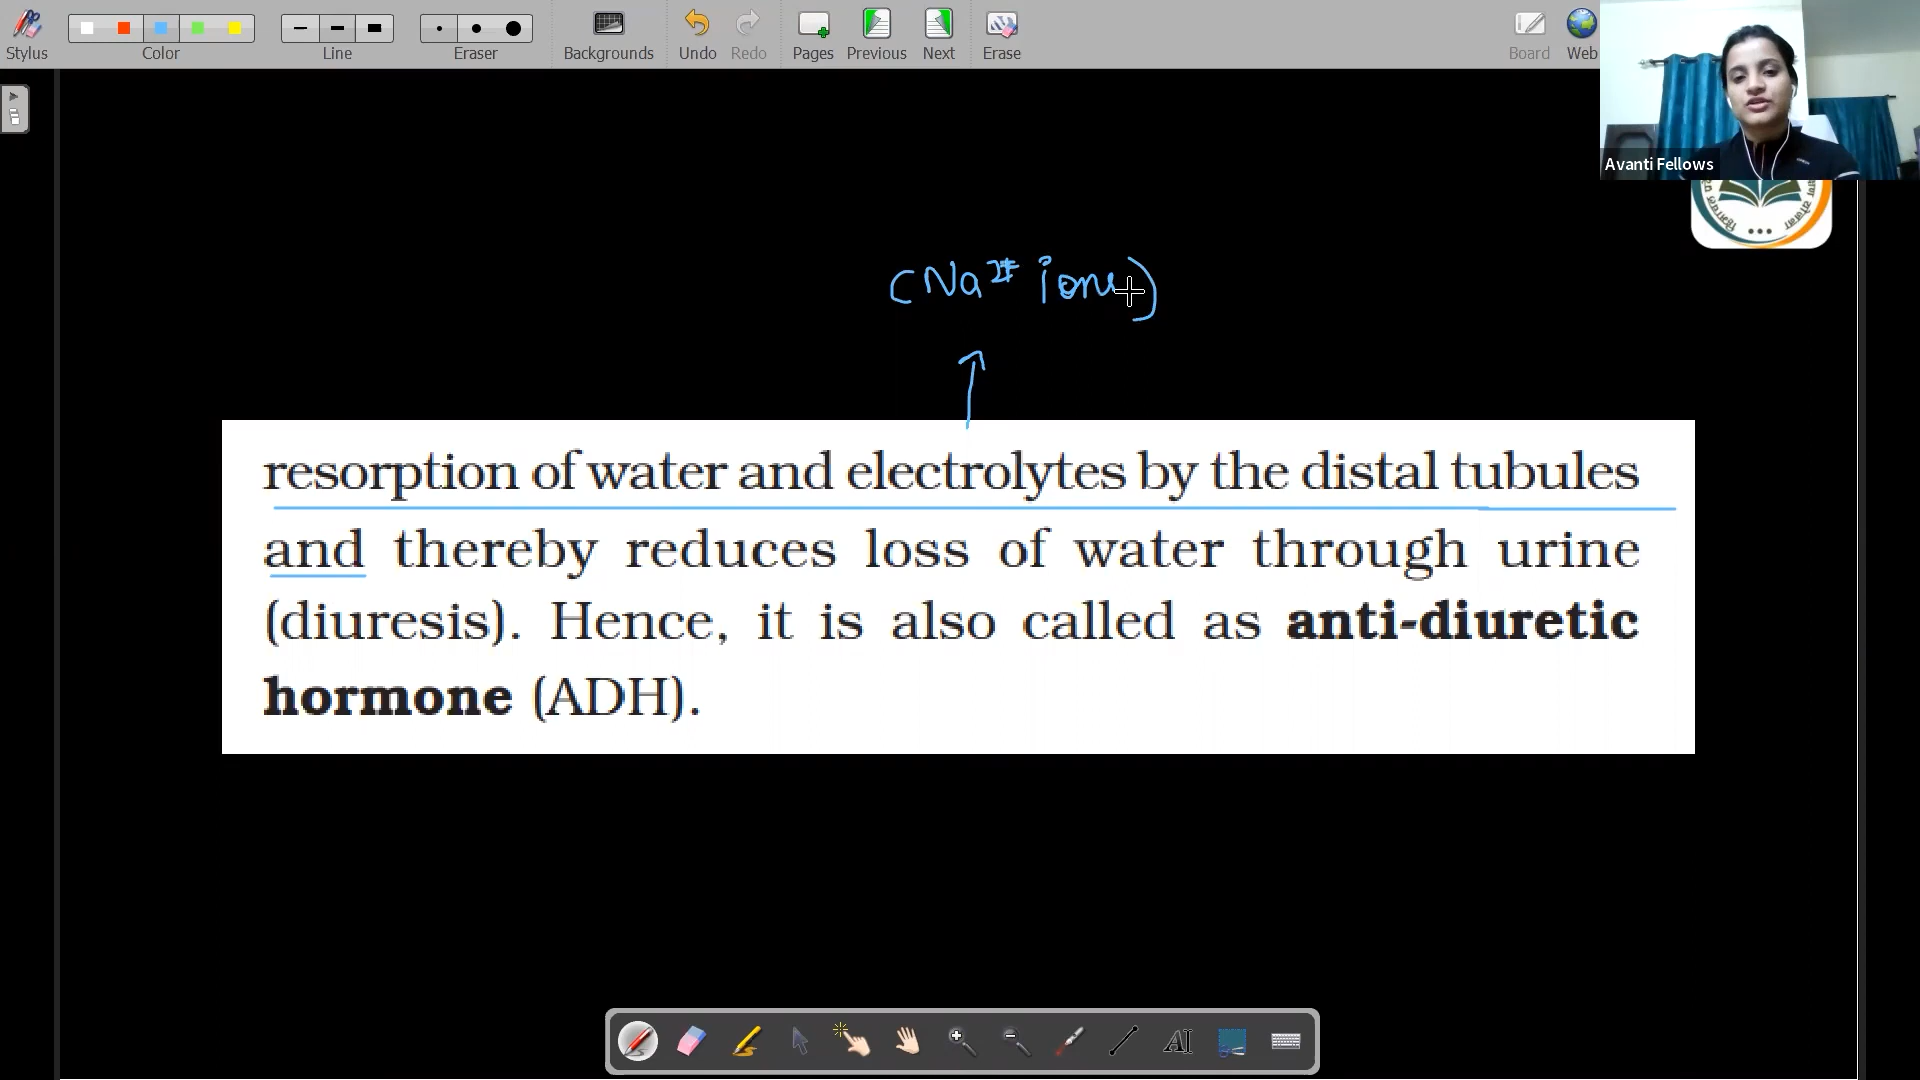 Stylus Color Line Eraser Backgrounds Undo Redo Pages Previous Next Erase Board Web
Avanti Fellows
(Na²⁺ ions)
resorption of water and electrolytes by the distal tubules
and thereby reduces loss of water through urine
(diuresis). Hence, it is also called as anti-diuretic
hormone (ADH).